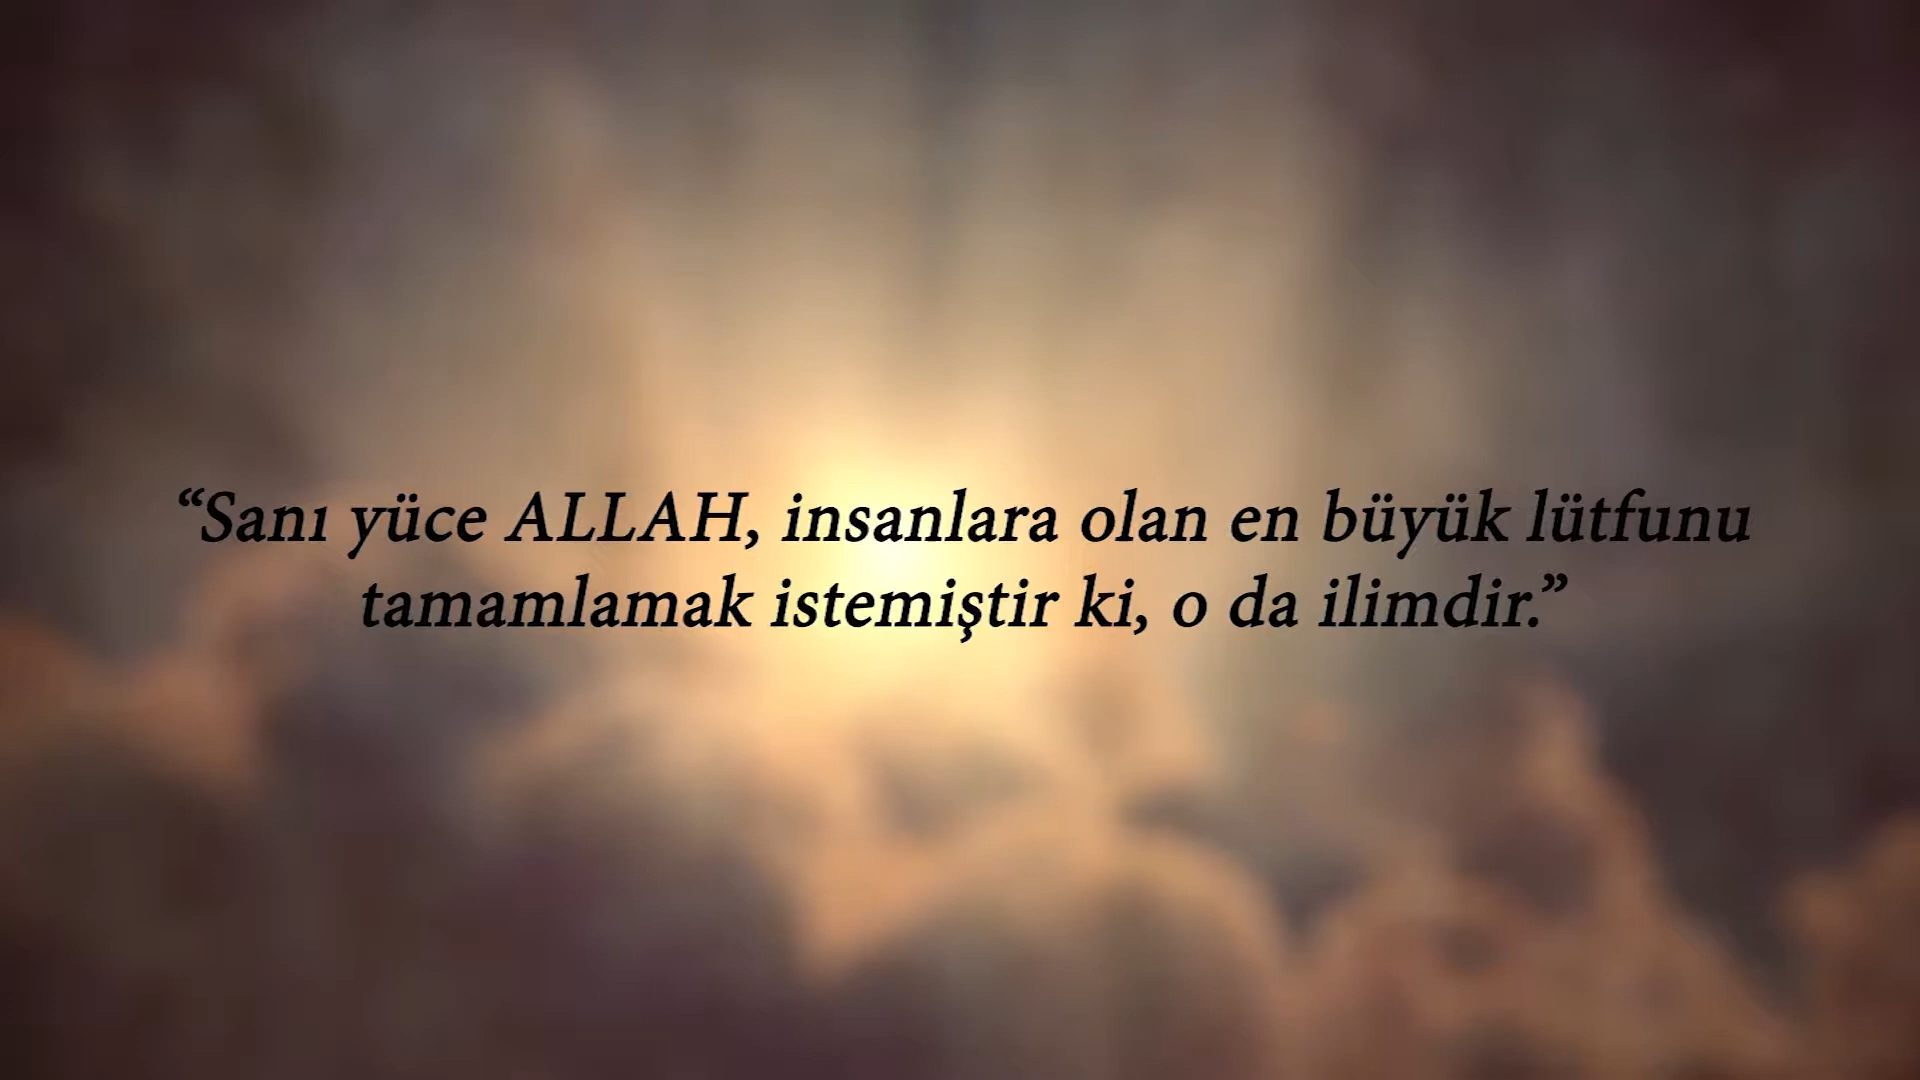 “Sanı yüce ALLAH, insanlara olan en büyük lütfunu
tamamlamak istemiştir ki, o da ilimdir.”